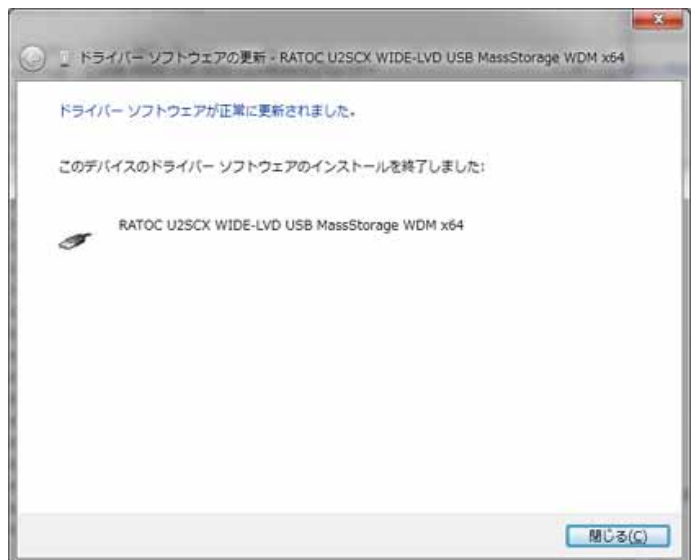 ドライバー ソフトウェアの更新 - RATOC U2SCX WIDE-LVD USB MassStorage WDM x64
ドライバー ソフトウェアが正常に更新されました。
このデバイスのドライバー ソフトウェアのインストールを終了しました:
RATOC U2SCX WIDE-LVD USB MassStorage WDM x64
閉じる(C)